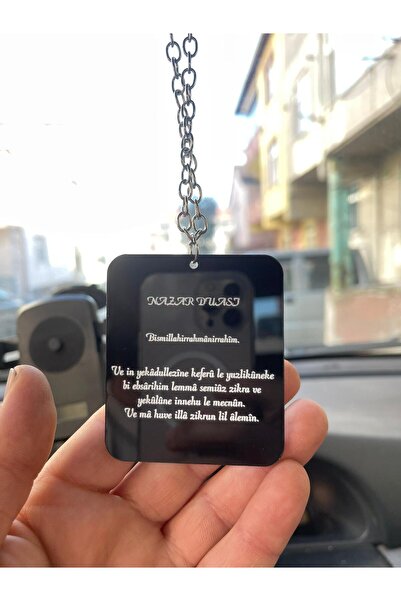 NAZAR DUASI
Bismillahirrahmânirrahîm.
Ve in yekâdullezîne keferû le yuzlikûneke
bi ebsârihim lemmâ semiûz zikra ve
yekûlûne innehu le mecnûn.
Ve mâ huve illâ zikrun lil âlemîn.